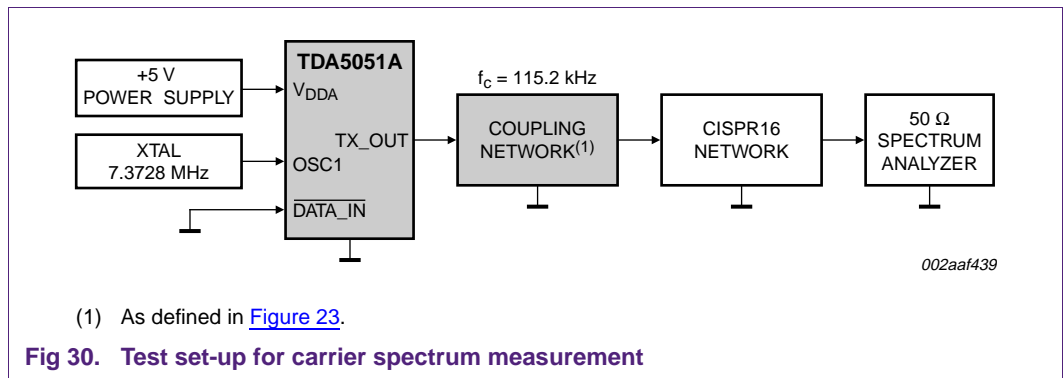 +5 V
POWER SUPPLY
XTAL
7.3728 MHz
TDA5051A
VDDA
TX_OUT
OSC1
DATA_IN
fc = 115.2 kHz
COUPLING
NETWORK(1)
CISPR16
NETWORK
50 Ω
SPECTRUM
ANALYZER
002aaf439
(1) As defined in Figure 23.
Fig 30. Test set-up for carrier spectrum measurement